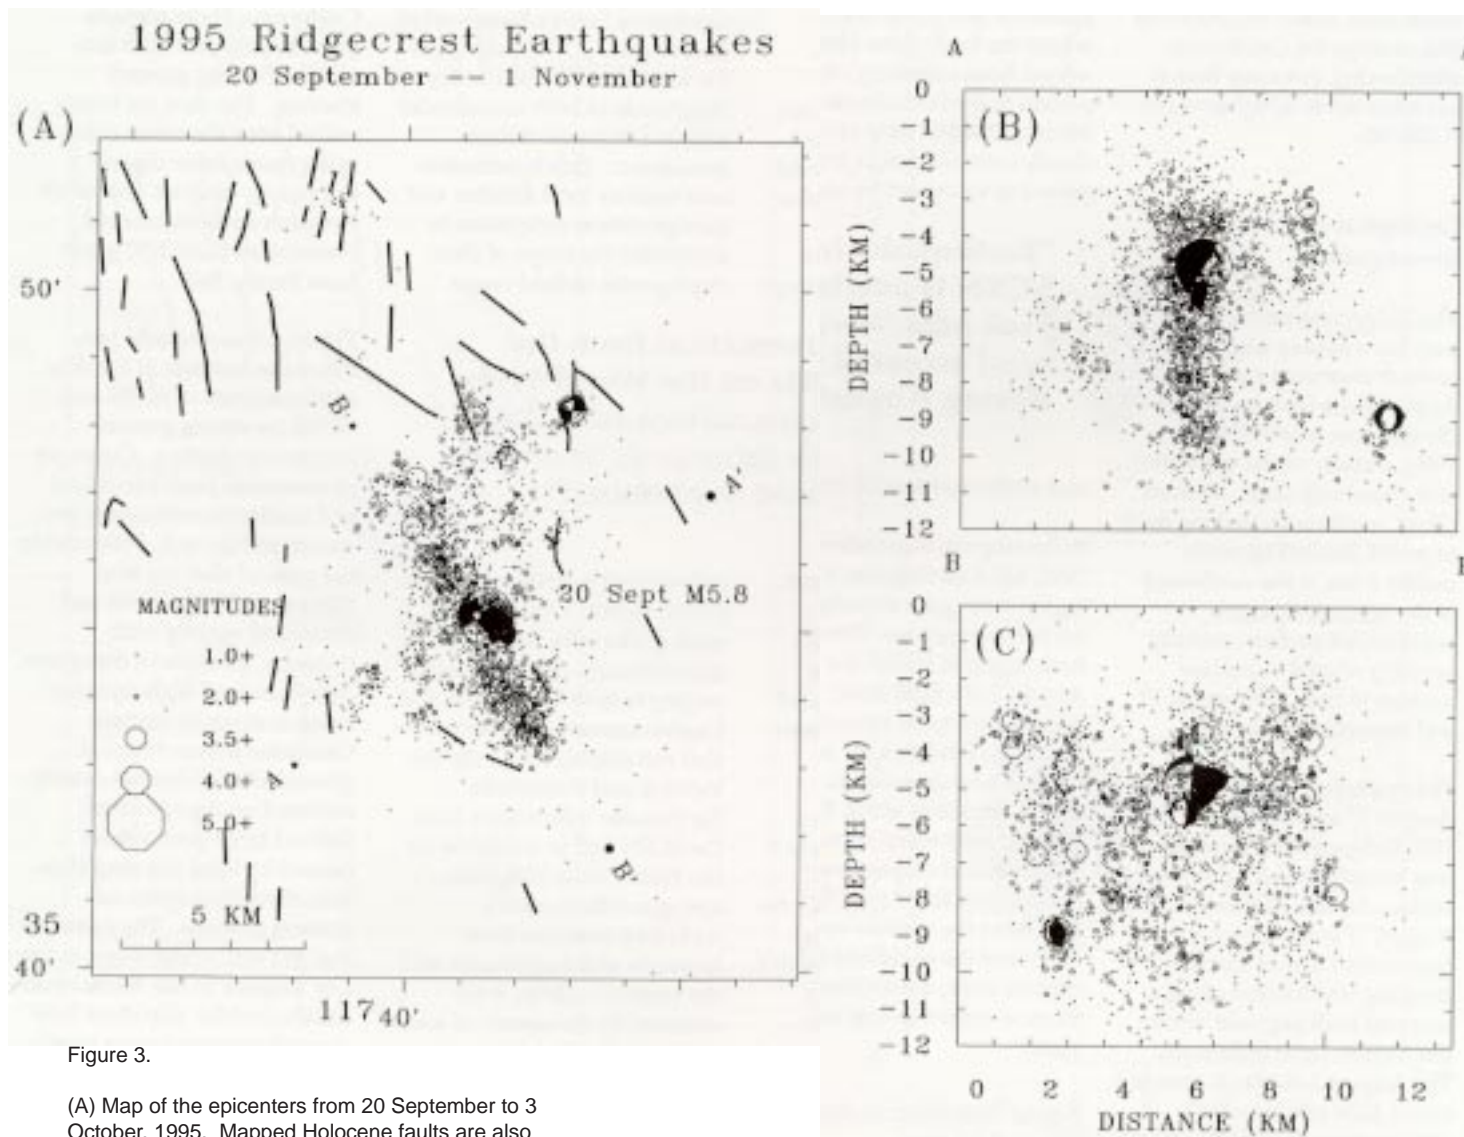 1995 Ridgecrest Earthquakes
20 September -- 1 November
(A)
50'
B
A'
20 Sept M5.8
MAGNITUDES
1.0+
2.0+
3.5+
4.0+
5.0+
A
B'
5 KM
35
40'
117 40'
A
A
(B)
0
-1
-2
-3
-4
-5
-6
-7
-8
-9
-10
-11
-12
DEPTH (KM)
B
(C)
0
-1
-2
-3
-4
-5
-6
-7
-8
-9
-10
-11
-12
DEPTH (KM)
0 2 4 6 8 10 12
DISTANCE (KM)
Figure 3.
(A) Map of the epicenters from 20 September to 3
October, 1995. Mapped Holocene faults are also